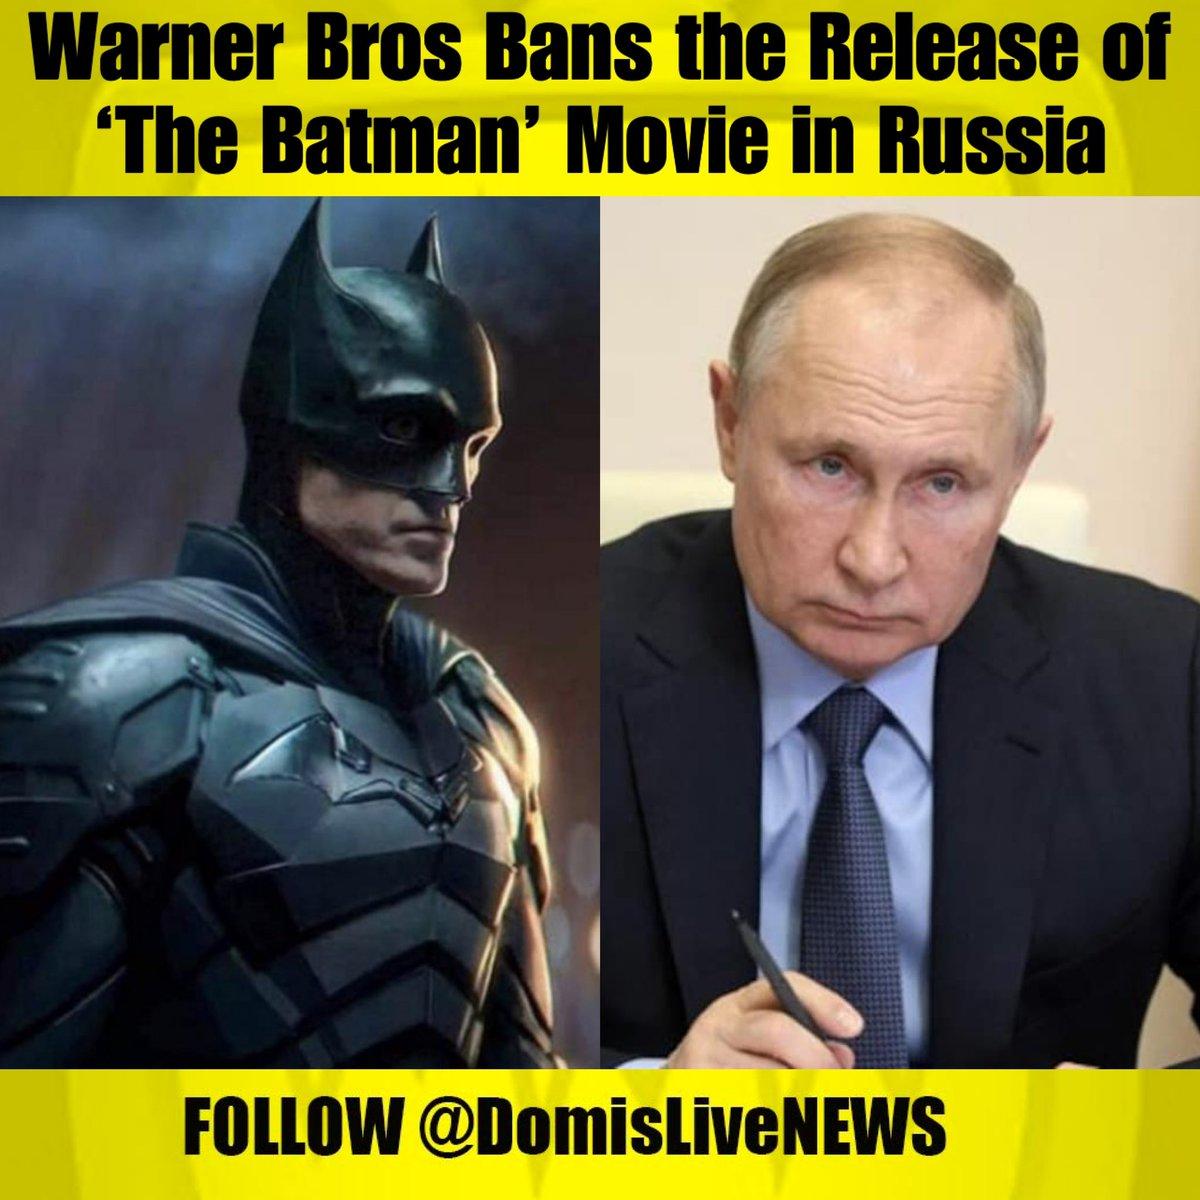 Warner Bros Bans the Release of
‘The Batman’ Movie in Russia
FOLLOW @DomisLiveNEWS